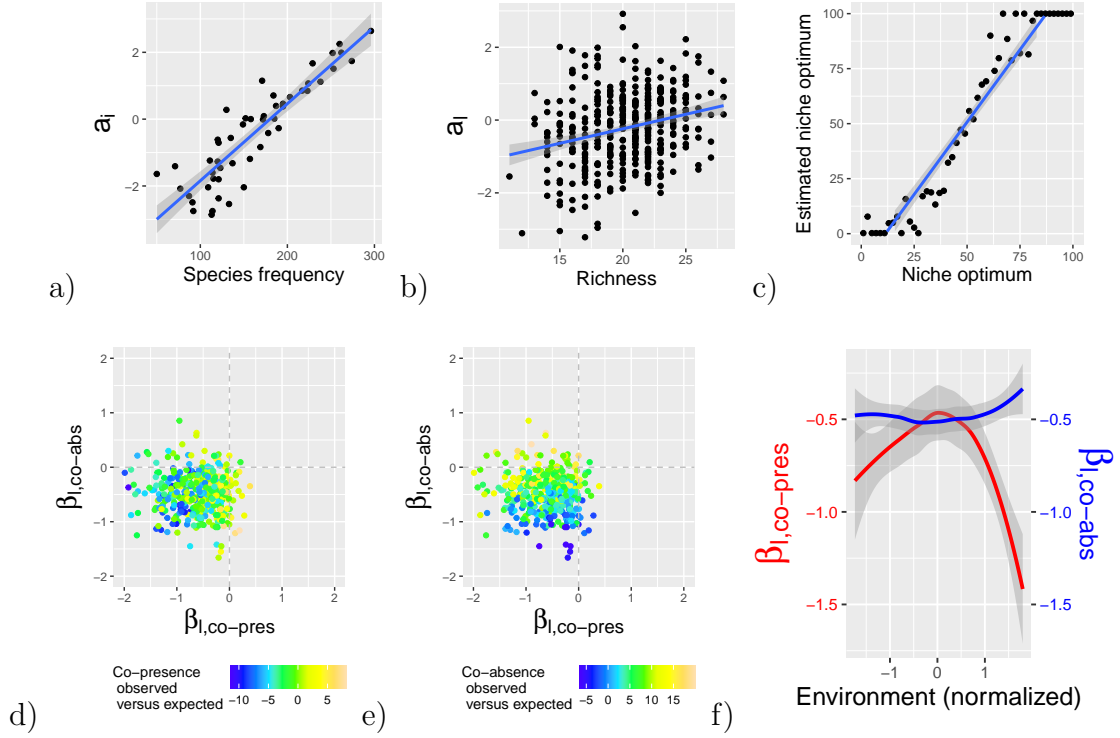 2
0
−2
a_i
100
200
300
Species frequency
a)
4
2
0
−2
a_l
15
20
25
Richness
b)
100
75
50
25
0
Estimated niche optimum
0
25
50
75
100
Niche optimum
c)
2
1
0
−1
−2
β_l,co−abs
−2
−1
0
1
2
β_l,co−pres
Co−presence
observed
versus expected
−10
−5
0
5
d)
2
1
0
−1
−2
β_l,co−abs
−2
−1
0
1
2
β_l,co−pres
Co−absence
observed
versus expected
−5
0
5
10
15
e)
−0.5
−1.0
−1.5
β_l,co−pres
−0.5
−1.0
−1.5
β_l,co−abs
−1
0
1
Environment (normalized)
f)